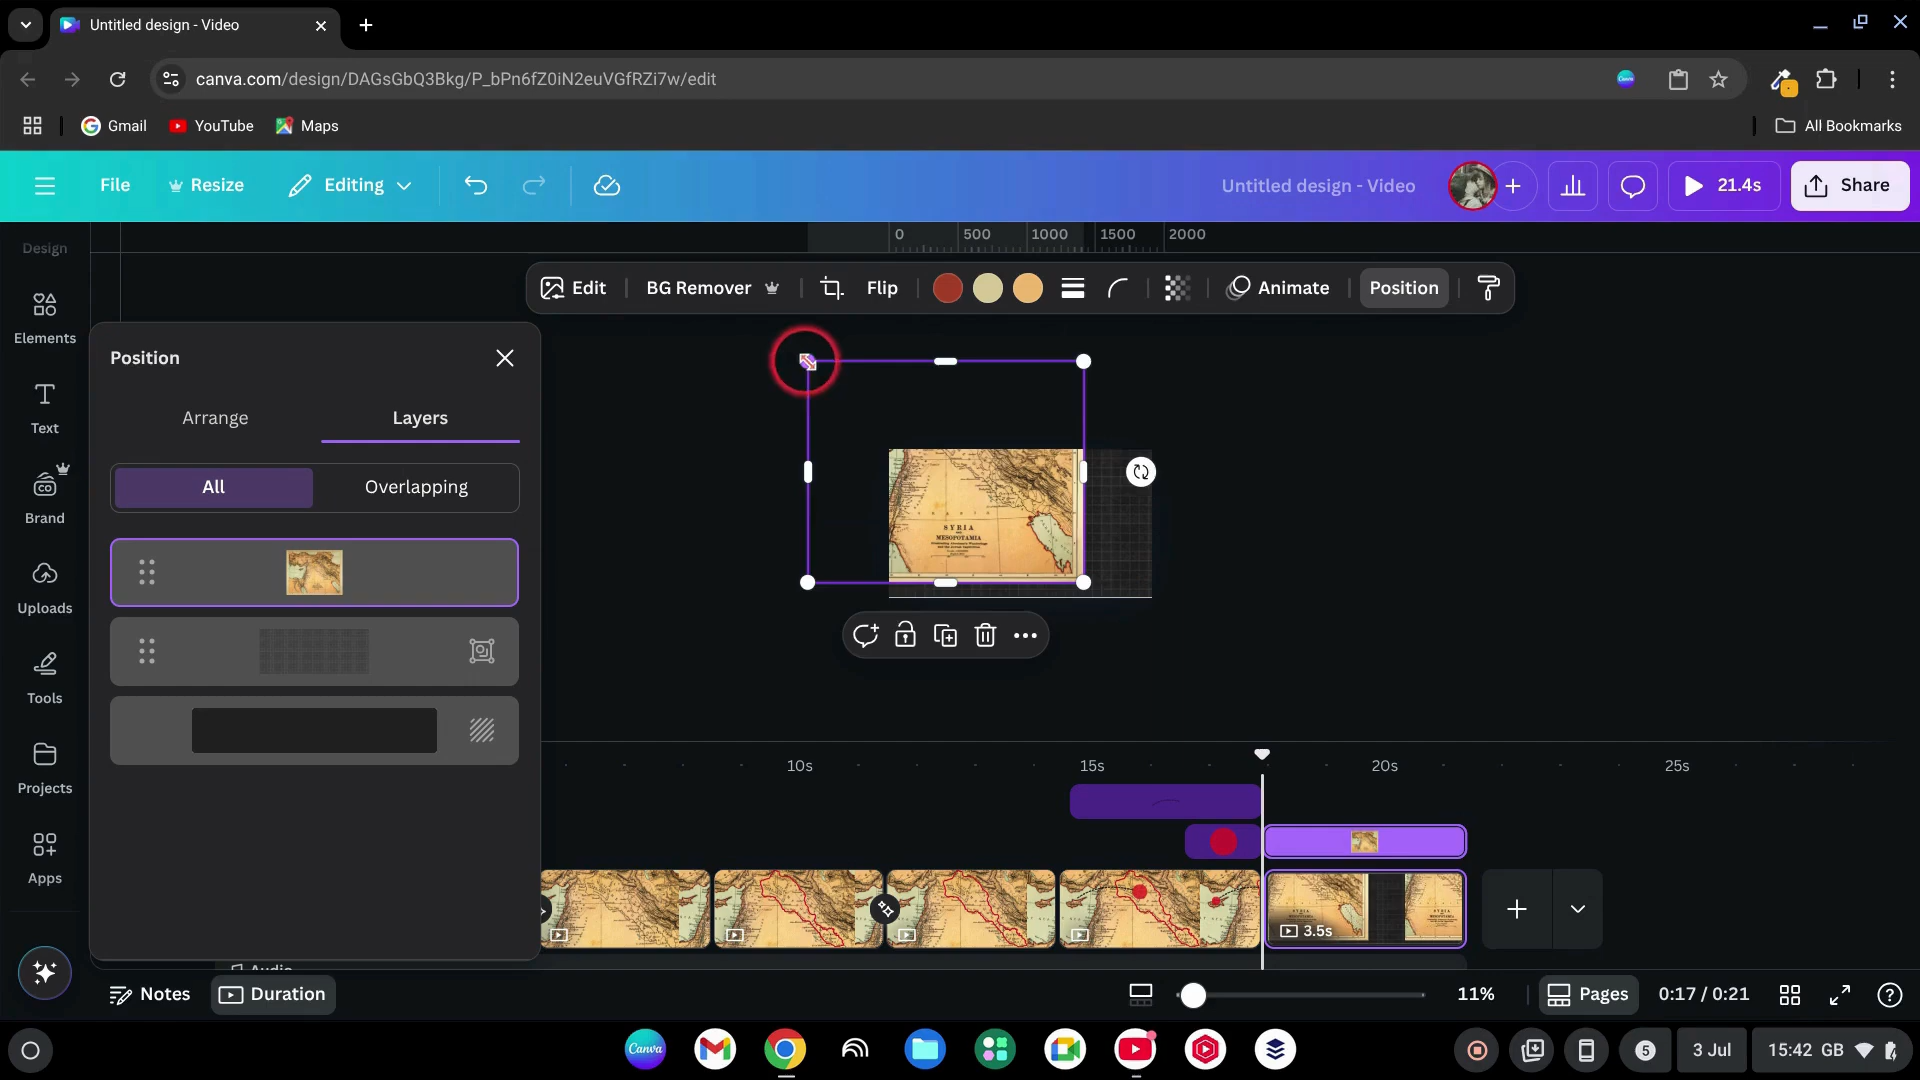 Untitled design - Video
canva.com/design/DAGsGbQ3Bkg/P_bPn6fZ0iN2euVGfRZi7w/edit
Gmail
YouTube
Maps
All Bookmarks
File
Resize
Editing
Untitled design - Video
21.4s
Share
0
500
1000
1500
2000
Design
Elements
Text
Brand
Uploads
Tools
Projects
Apps
Edit
BG Remover
Flip
Animate
Position
Position
Arrange
Layers
All
Overlapping
SYRIA
MESOPOTAMIA
10s
15s
20s
25s
3.5s
Audio
Notes
Duration
11%
Pages
0:17 / 0:21
Canva
5
3 Jul
15:42 GB